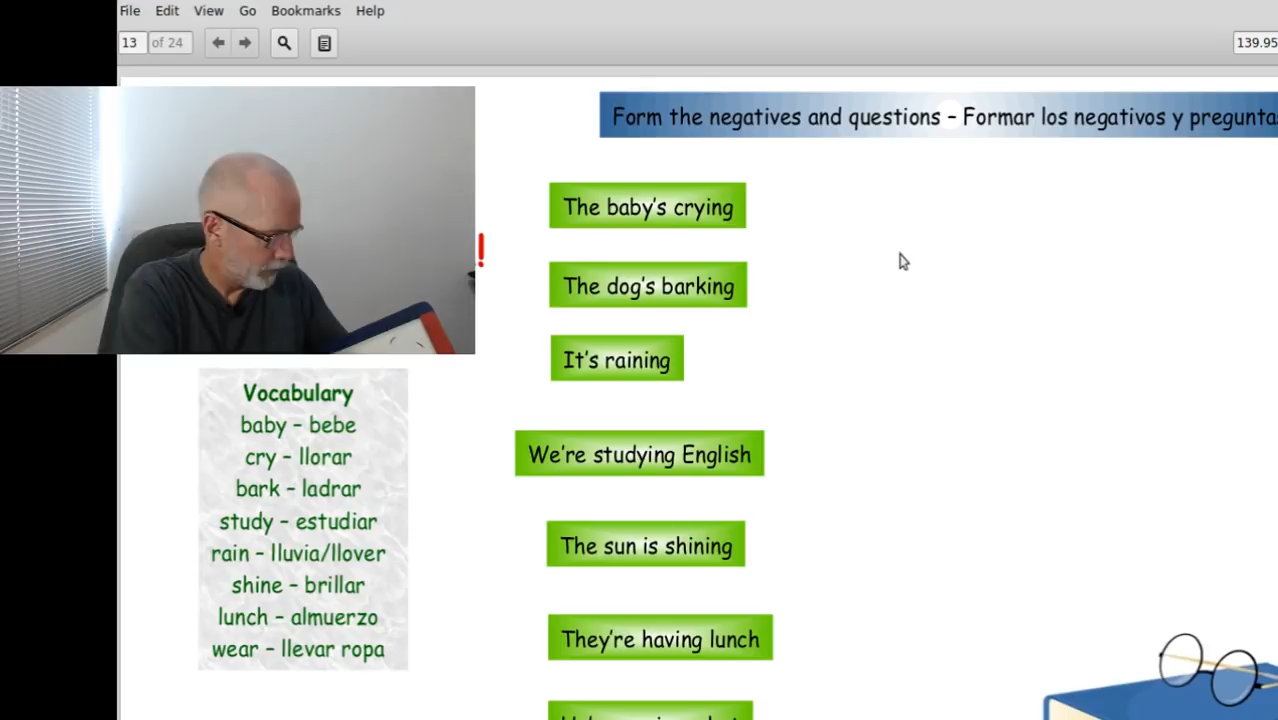 File Edit View Go Bookmarks Help
13 of 24
139.95
Form the negatives and questions – Formar los negativos y pregunta
The baby's crying
!
The dog's barking
It's raining
We're studying English
The sun is shining
They're having lunch
Vocabulary
baby – bebe
cry – llorar
bark – ladrar
study – estudiar
rain – lluvia/llover
shine – brillar
lunch – almuerzo
wear – llevar ropa